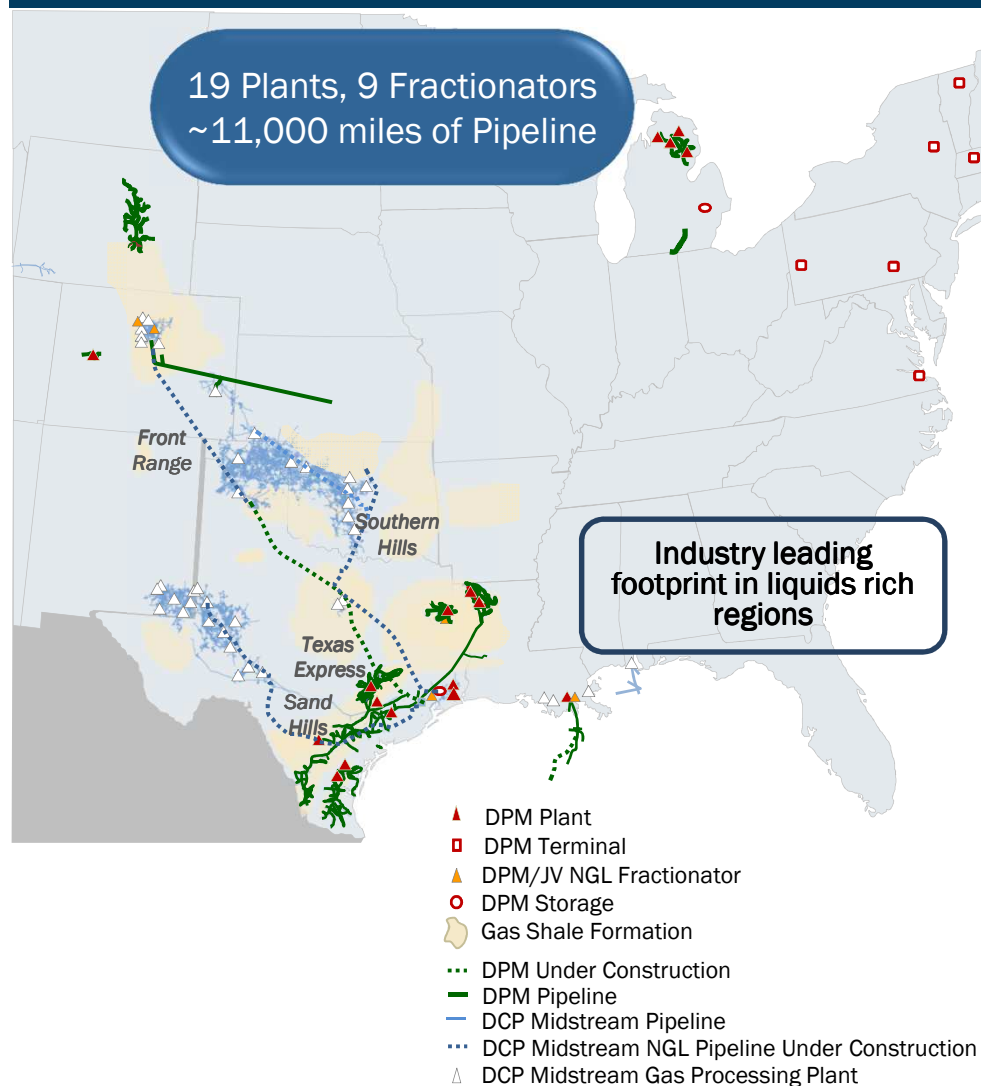 19 Plants, 9 Fractionators
~11,000 miles of Pipeline
Front
Range
Southern
Hills
Industry leading
footprint in liquids rich
regions
Texas
Express
Sand
Hills
DPM Plant
DPM Terminal
DPM/JV NGL Fractionator
DPM Storage
Gas Shale Formation
DPM Under Construction
DPM Pipeline
DCP Midstream Pipeline
DCP Midstream NGL Pipeline Under Construction
DCP Midstream Gas Processing Plant